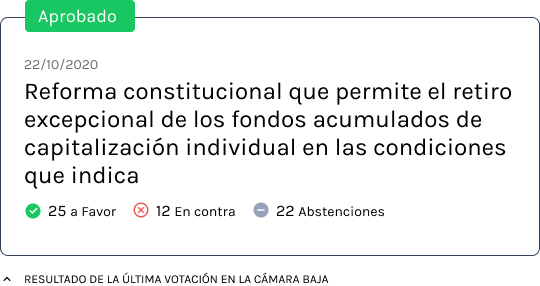 Aprobado
22/10/2020
Reforma constitucional que permite el retiro
excepcional de los fondos acumulados de
capitalización individual en las condiciones
que indica
25 a Favor 12 En contra 22 Abstenciones
RESULTADO DE LA ÚLTIMA VOTACIÓN EN LA CÁMARA BAJA